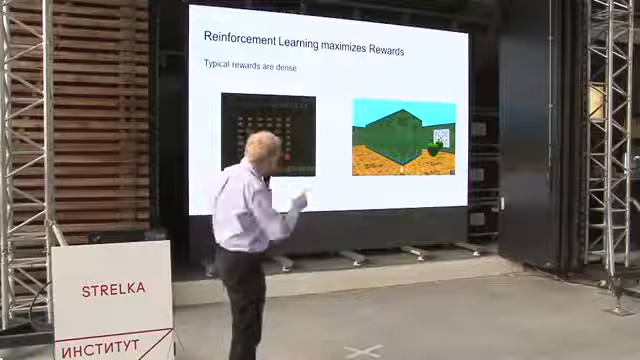 Reinforcement Learning maximizes Rewards
Typical rewards are dense
STRELKA
ИНСТИТУТ